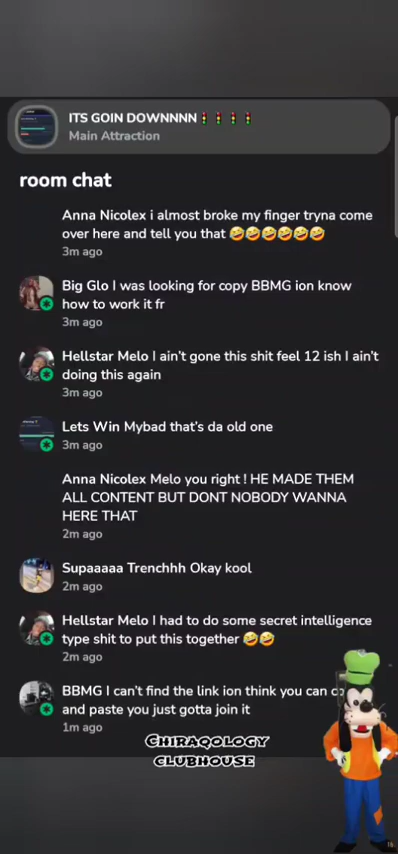 ITS GOIN DOWNNNN🚦🚦🚦🚦
Main Attraction
room chat
Anna Nicolex i almost broke my finger tryna come
over here and tell you that 🤣🤣🤣🤣🤣🤣
3m ago
Big Glo I was looking for copy BBMG ion know
how to work it fr
3m ago
Hellstar Melo I ain't gone this shit feel 12 ish I ain't
doing this again
3m ago
Lets Win Mybad that's da old one
3m ago
Anna Nicolex Melo you right ! HE MADE THEM
ALL CONTENT BUT DONT NOBODY WANNA
HERE THAT
2m ago
Supaaaaa Trenchhh Okay kool
2m ago
Hellstar Melo I had to do some secret intelligence
type shit to put this together 🤣🤣
2m ago
BBMG I can't find the link ion think you can
and paste you just gotta join it
1m ago
CHIRAQOLOGY
CLUBHOUSE